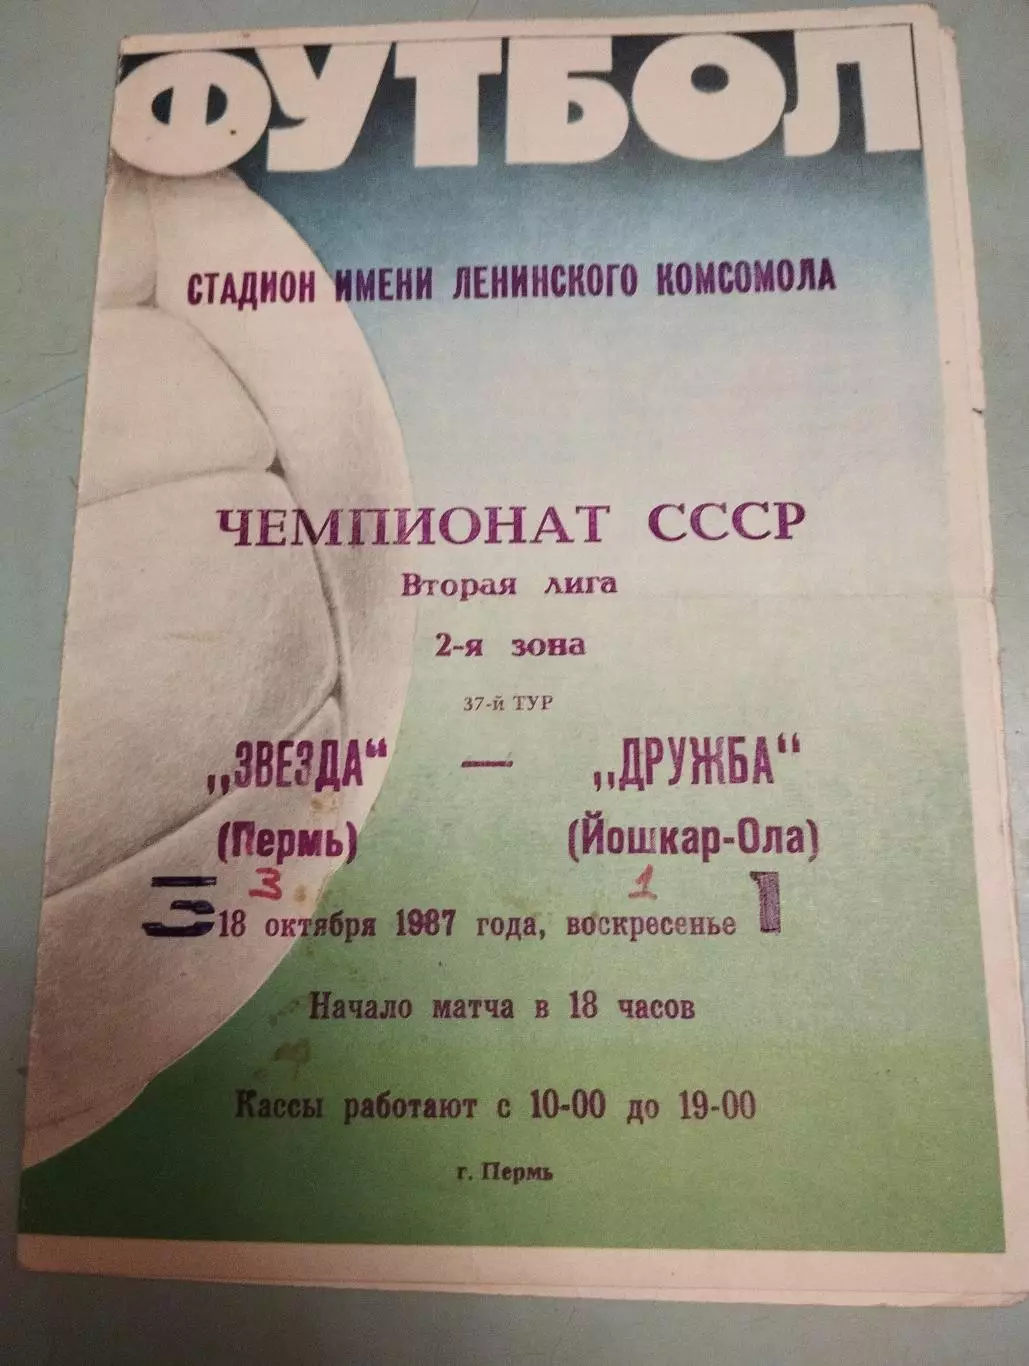 ФУТБОЛ
СТАДИОН ИМЕНИ ЛЕНИНСКОГО КОМСОМОЛА
ЧЕМПИОНАТ СССР
Вторая лига
2-я зона
37-й ТУР
„ЗВЕЗДА“ — „ДРУЖБА“
(Пермь) (Йошкар-Ола)
3 1
3 18 октября 1987 года, воскресенье 1
Начало матча в 18 часов
Кассы работают с 10-00 до 19-00
г. Пермь